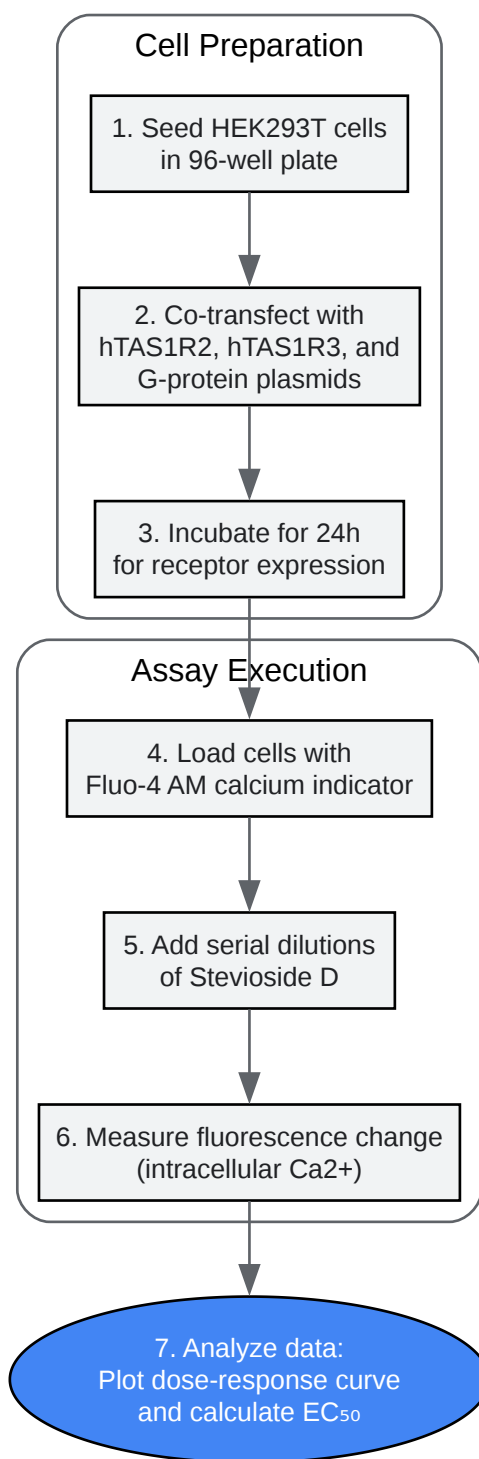 Cell Preparation
1. Seed HEK293T cells
in 96-well plate
2. Co-transfect with
hTAS1R2, hTAS1R3, and
G-protein plasmids
3. Incubate for 24h
for receptor expression
Assay Execution
4. Load cells with
Fluo-4 AM calcium indicator
5. Add serial dilutions
of Stevioside D
6. Measure fluorescence change
(intracellular Ca2+)
7. Analyze data:
Plot dose-response curve
and calculate EC₅₀